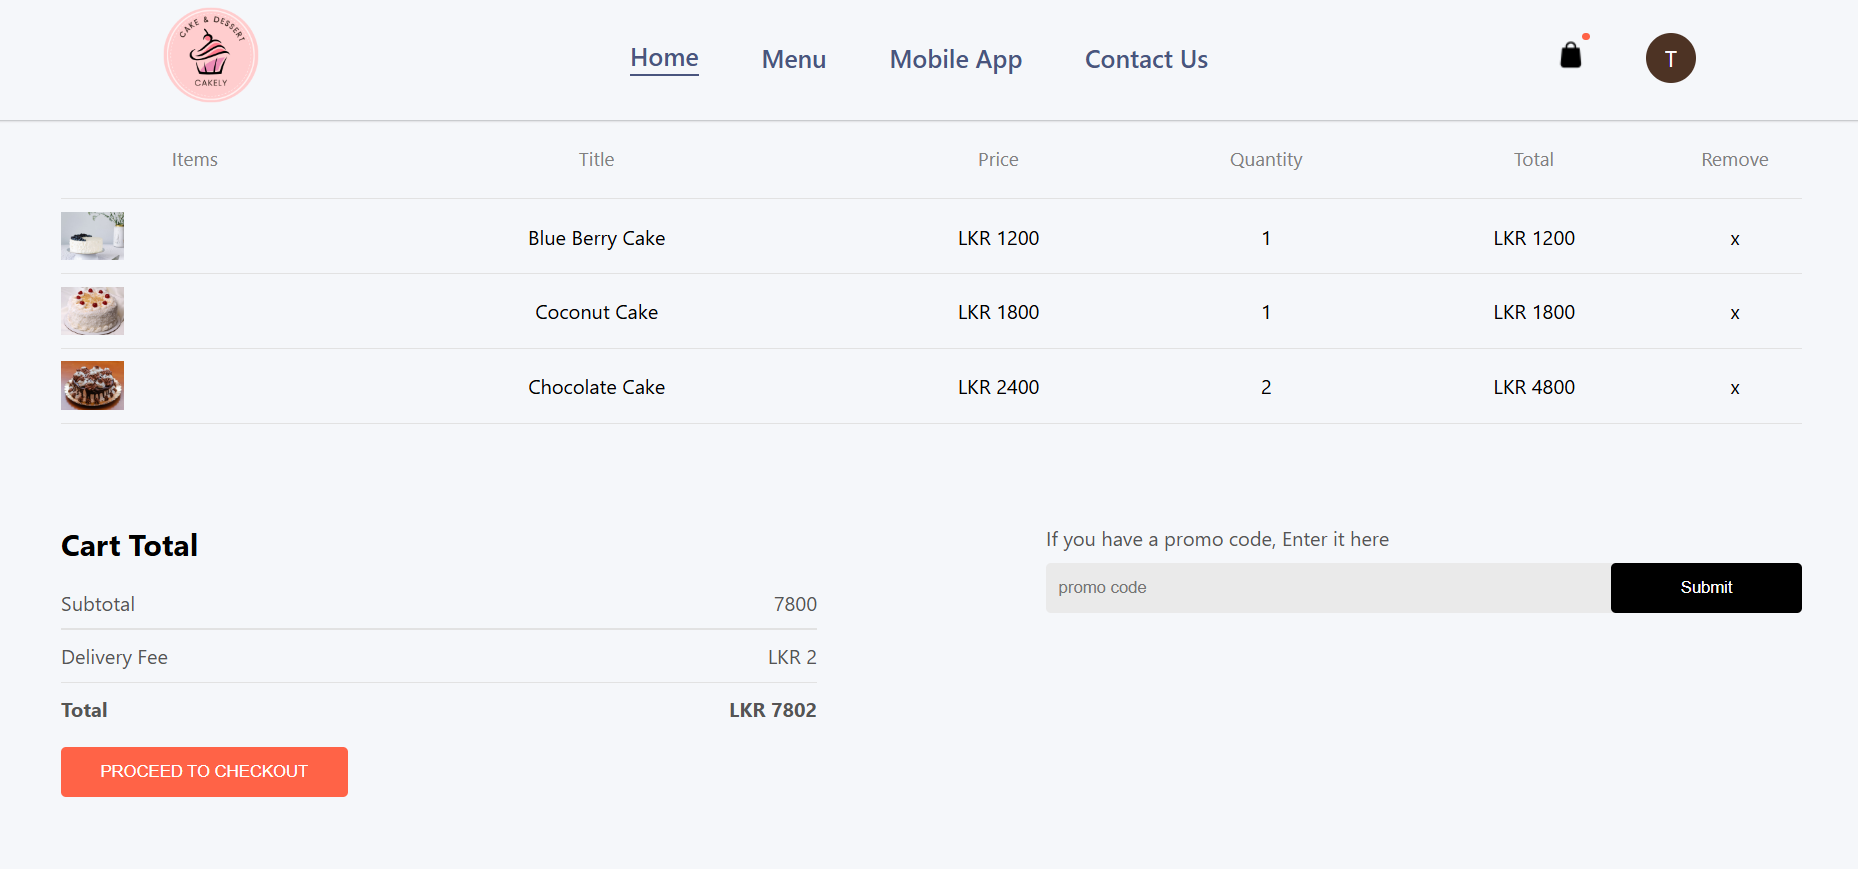 CAKE & DESSERT
CAKELY
Home Menu Mobile App Contact Us T
Items Title Price Quantity Total Remove
Blue Berry Cake LKR 1200 1 LKR 1200 x
Coconut Cake LKR 1800 1 LKR 1800 x
Chocolate Cake LKR 2400 2 LKR 4800 x
Cart Total
Subtotal 7800
Delivery Fee LKR 2
Total LKR 7802
PROCEED TO CHECKOUT
If you have a promo code, Enter it here
promo code Submit